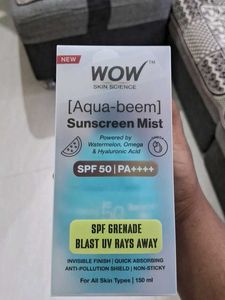 NEW
WOW™
SKIN SCIENCE
[Aqua-beem]
Sunscreen Mist
Powered by
Watermelon, Omega
& Hyaluronic Acid
SPF 50 | PA++++
SPF GRENADE
BLAST UV RAYS AWAY
INVISIBLE FINISH | QUICK ABSORBING
ANTI-POLLUTION SHIELD | NON-STICKY
For All Skin Types | 150 ml